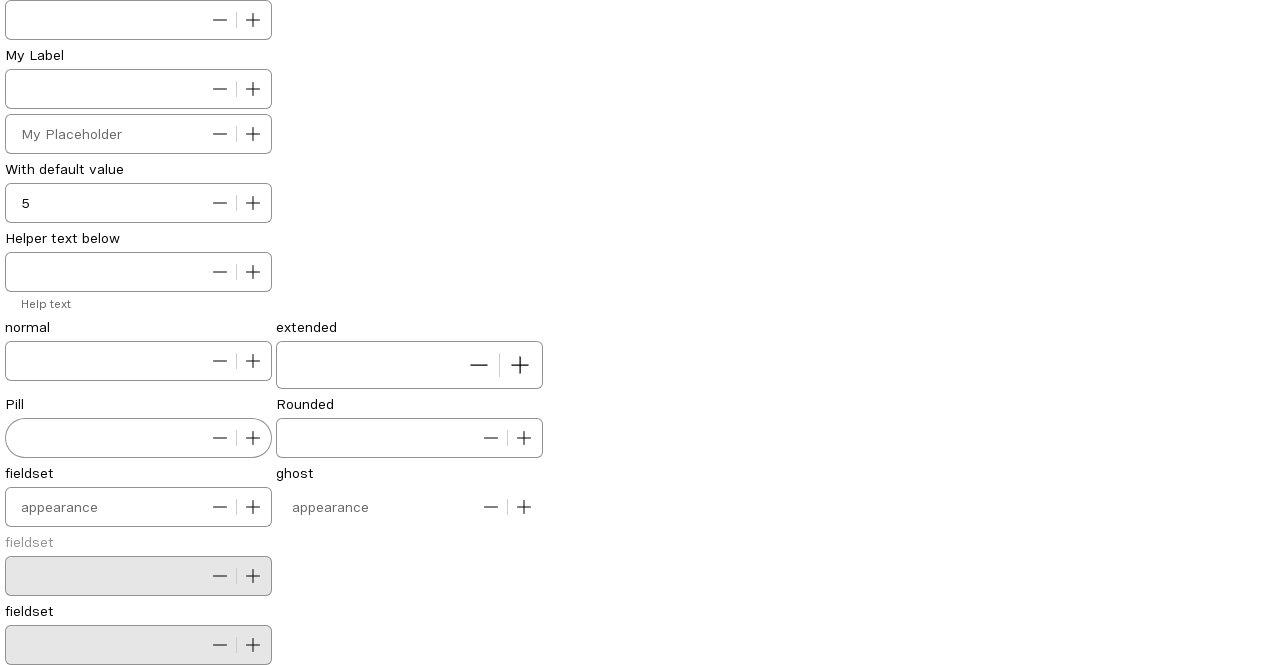 My Label
My Placeholder
With default value
5
Helper text below
Help text
normal extended
Pill Rounded
fieldset ghost
appearance appearance
fieldset
fieldset